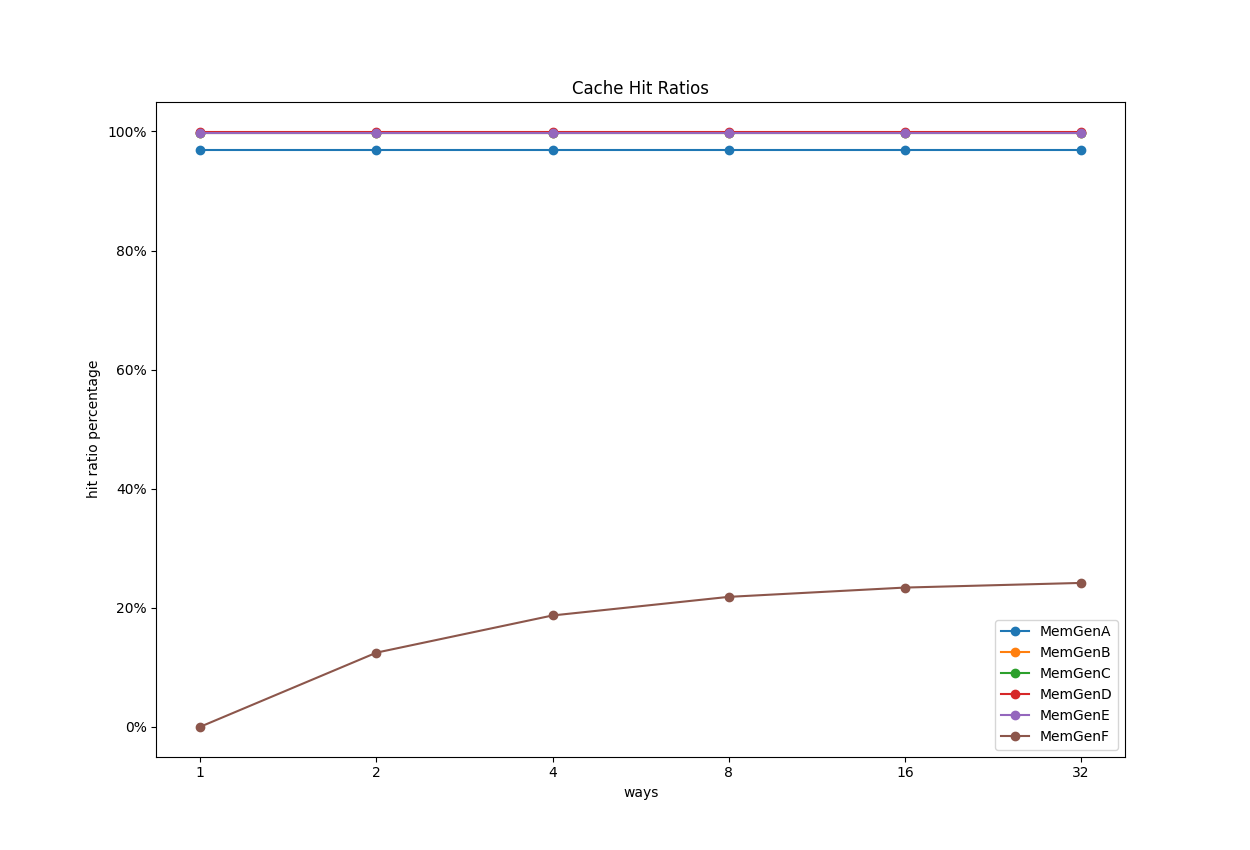 Cache Hit Ratios
100%
80%
60%
40%
20%
0%
hit ratio percentage
1 2 4 8 16 32
ways
MemGenA
MemGenB
MemGenC
MemGenD
MemGenE
MemGenF